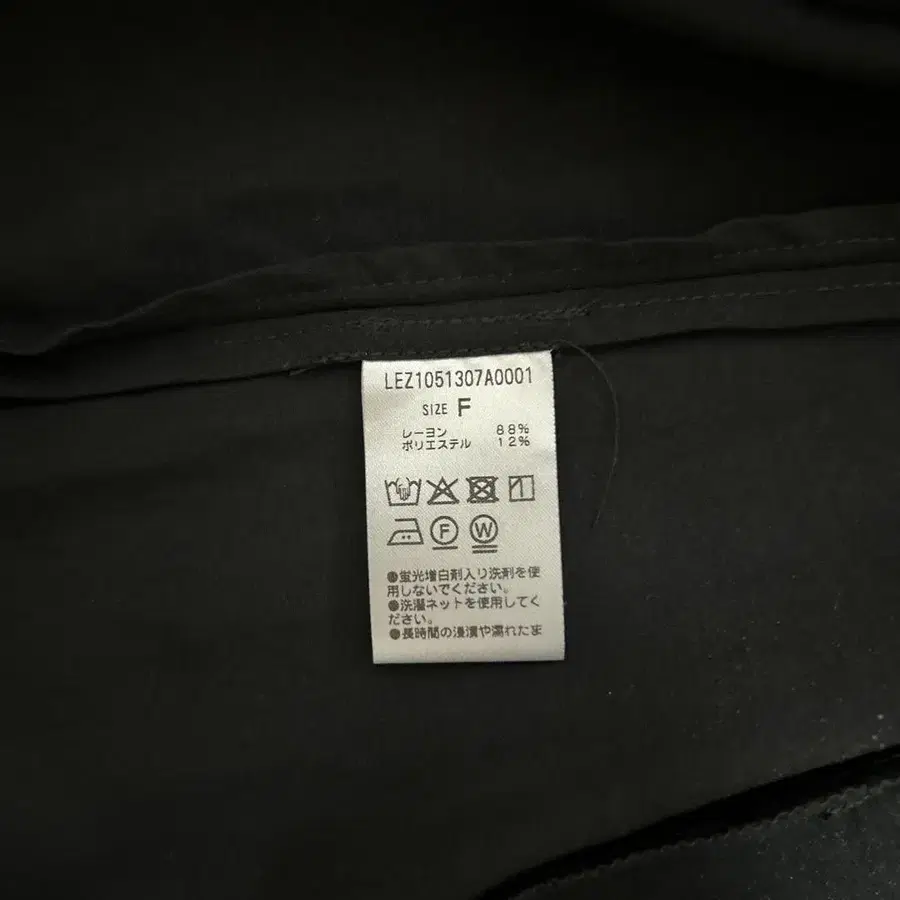 LEZ1051307A0001
SIZE F
レーヨン 88%
ポリエステル 12%
F W
●蛍光増白剤入り洗剤を使
用しないでください。
●洗濯ネットを使用してく
ださい。
●長時間の浸漬や濡れたま